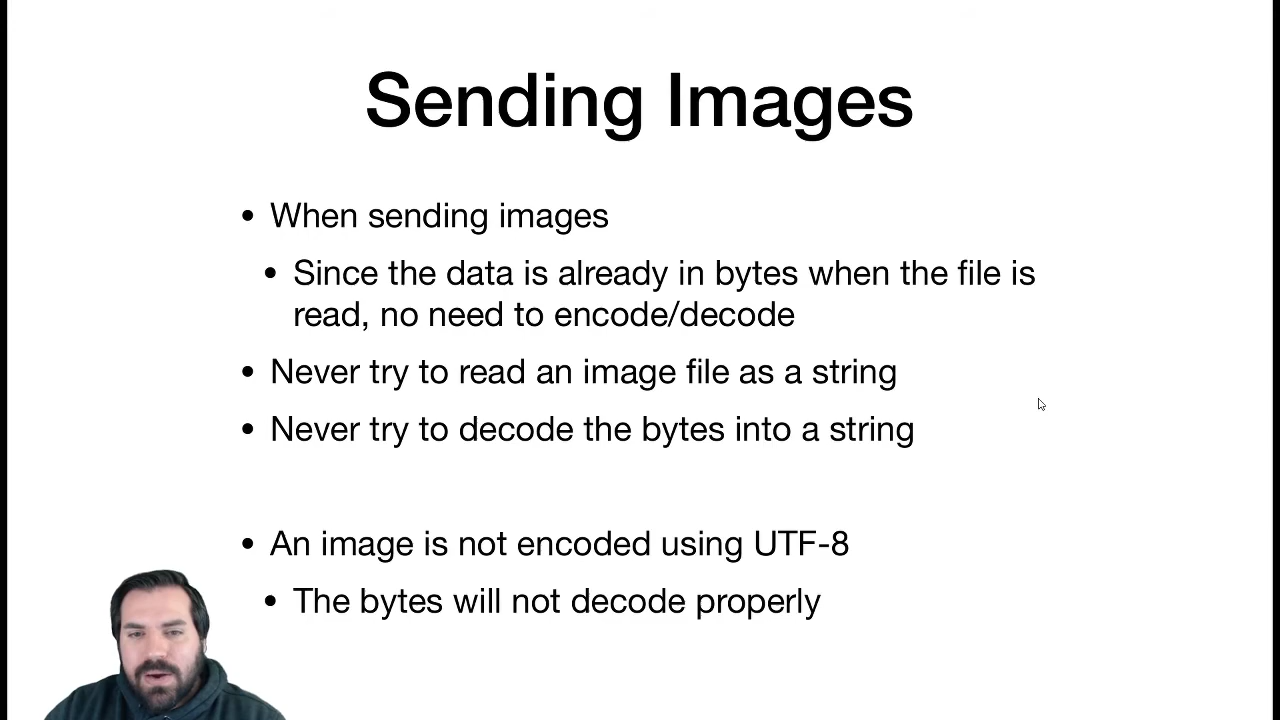 Sending Images
• When sending images
• Since the data is already in bytes when the file is
read, no need to encode/decode
• Never try to read an image file as a string
• Never try to decode the bytes into a string
• An image is not encoded using UTF-8
• The bytes will not decode properly